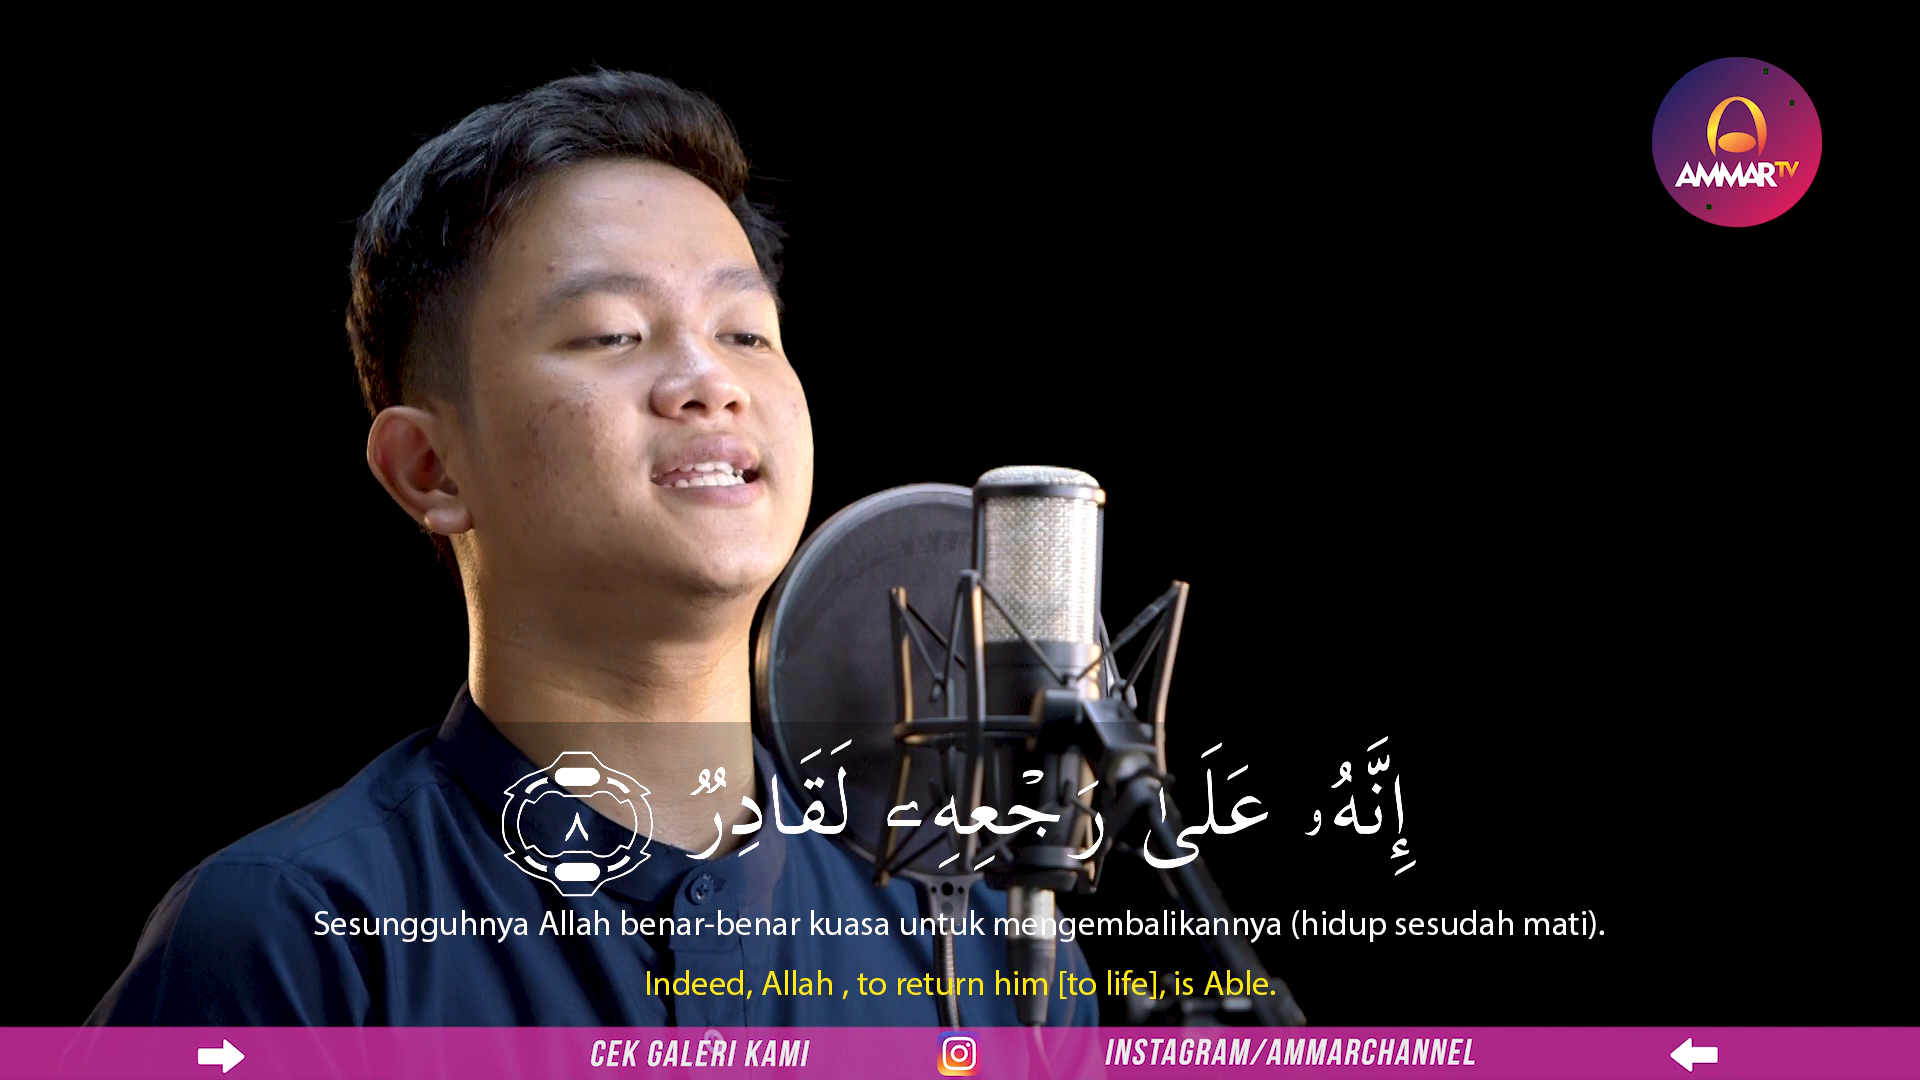 AMMARTV
إِنَّهُۥ عَلَىٰ رَجْعِهِۦ لَقَادِرٌ ٨
Sesungguhnya Allah benar-benar kuasa untuk mengembalikannya (hidup sesudah mati).
Indeed, Allah , to return him [to life], is Able.
CEK GALERI KAMI INSTAGRAM/AMMARCHANNEL